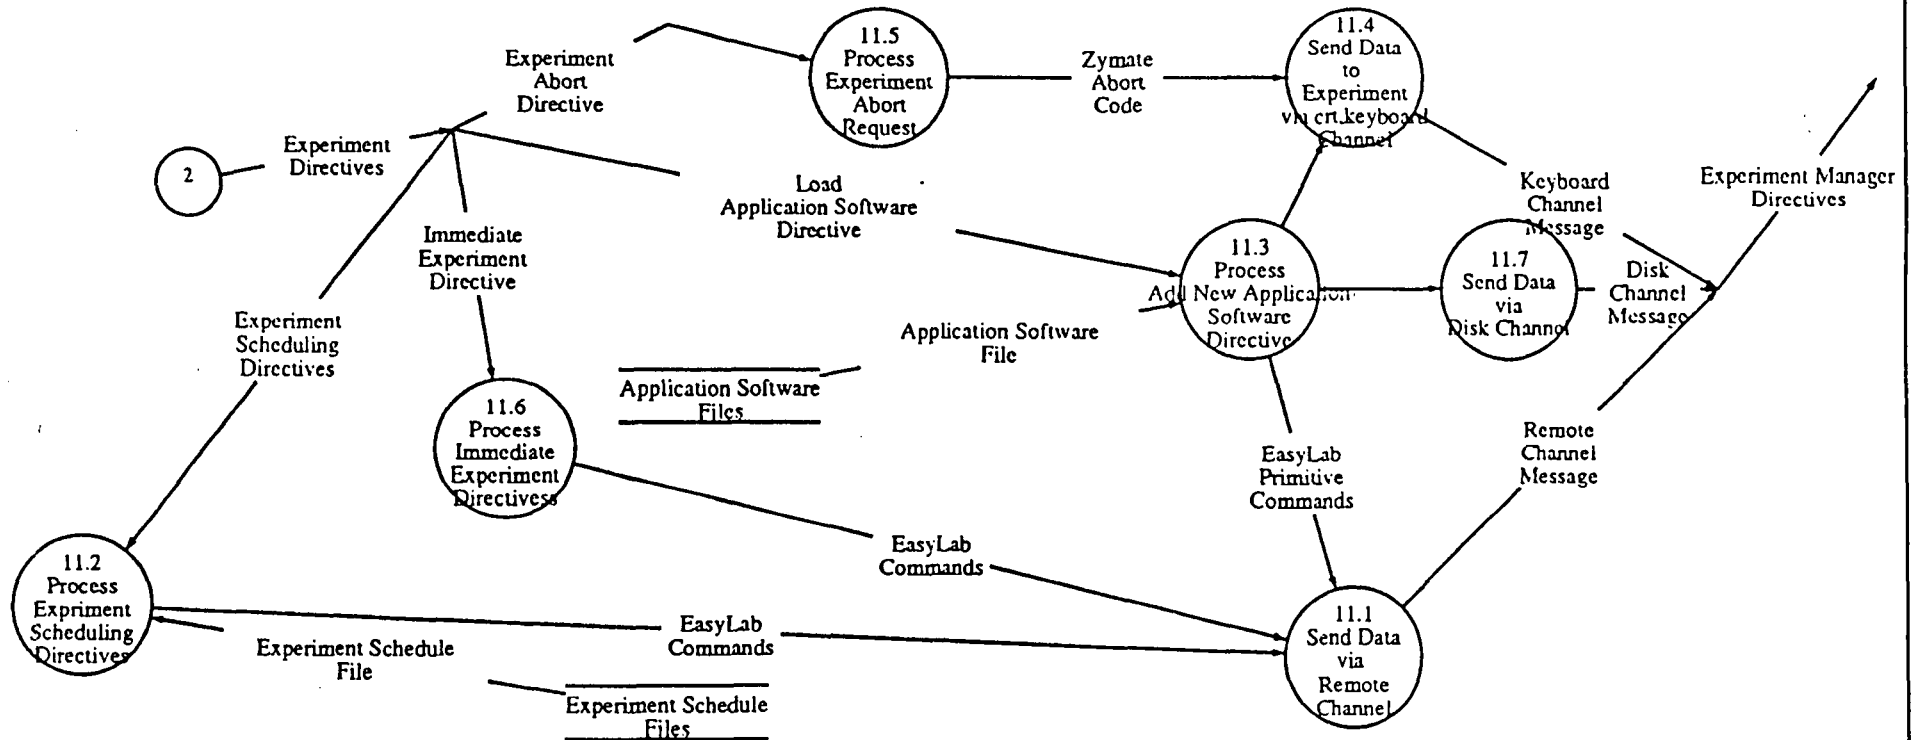 11.5
Process
Experiment
Abort
Request
11.4
Send Data
to
Experiment
via crt_keyboard
Channel
Experiment
Abort
Directive
Zymate
Abort
Code
2
Experiment
Directives
Load
Application Software
Directive
Keyboard
Channel
Message
Experiment Manager
Directives
Immediate
Experiment
Directive
11.3
Process
Add New Application
Software
Directive
11.7
Send Data
via
Disk Channel
Disk
Channel
Message
Experiment
Scheduling
Directives
Application Software
File
Application Software
Files
11.6
Process
Immediate
Experiment
Directivess
EasyLab
Primitive
Commands
Remote
Channel
Message
EasyLab
Commands
11.2
Process
Expriment
Scheduling
Directives
EasyLab
Commands
Experiment Schedule
File
Experiment Schedule
Files
11.1
Send Data
via
Remote
Channel